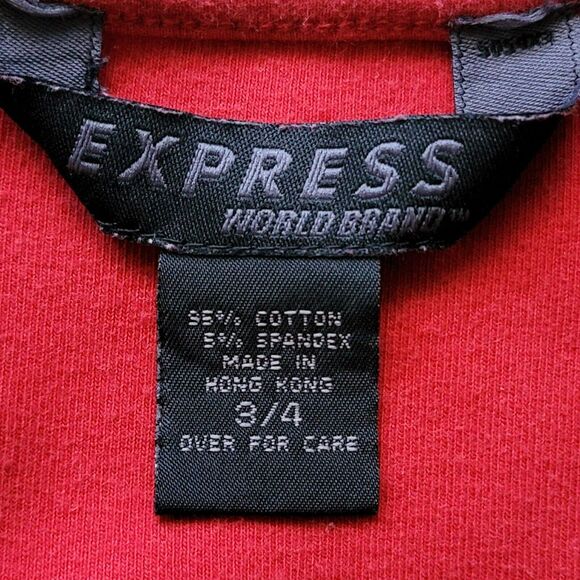 EXPRESS
WORLD BRAND™
95% COTTON
5% SPANDEX
MADE IN
HONG KONG
3/4
OVER FOR CARE